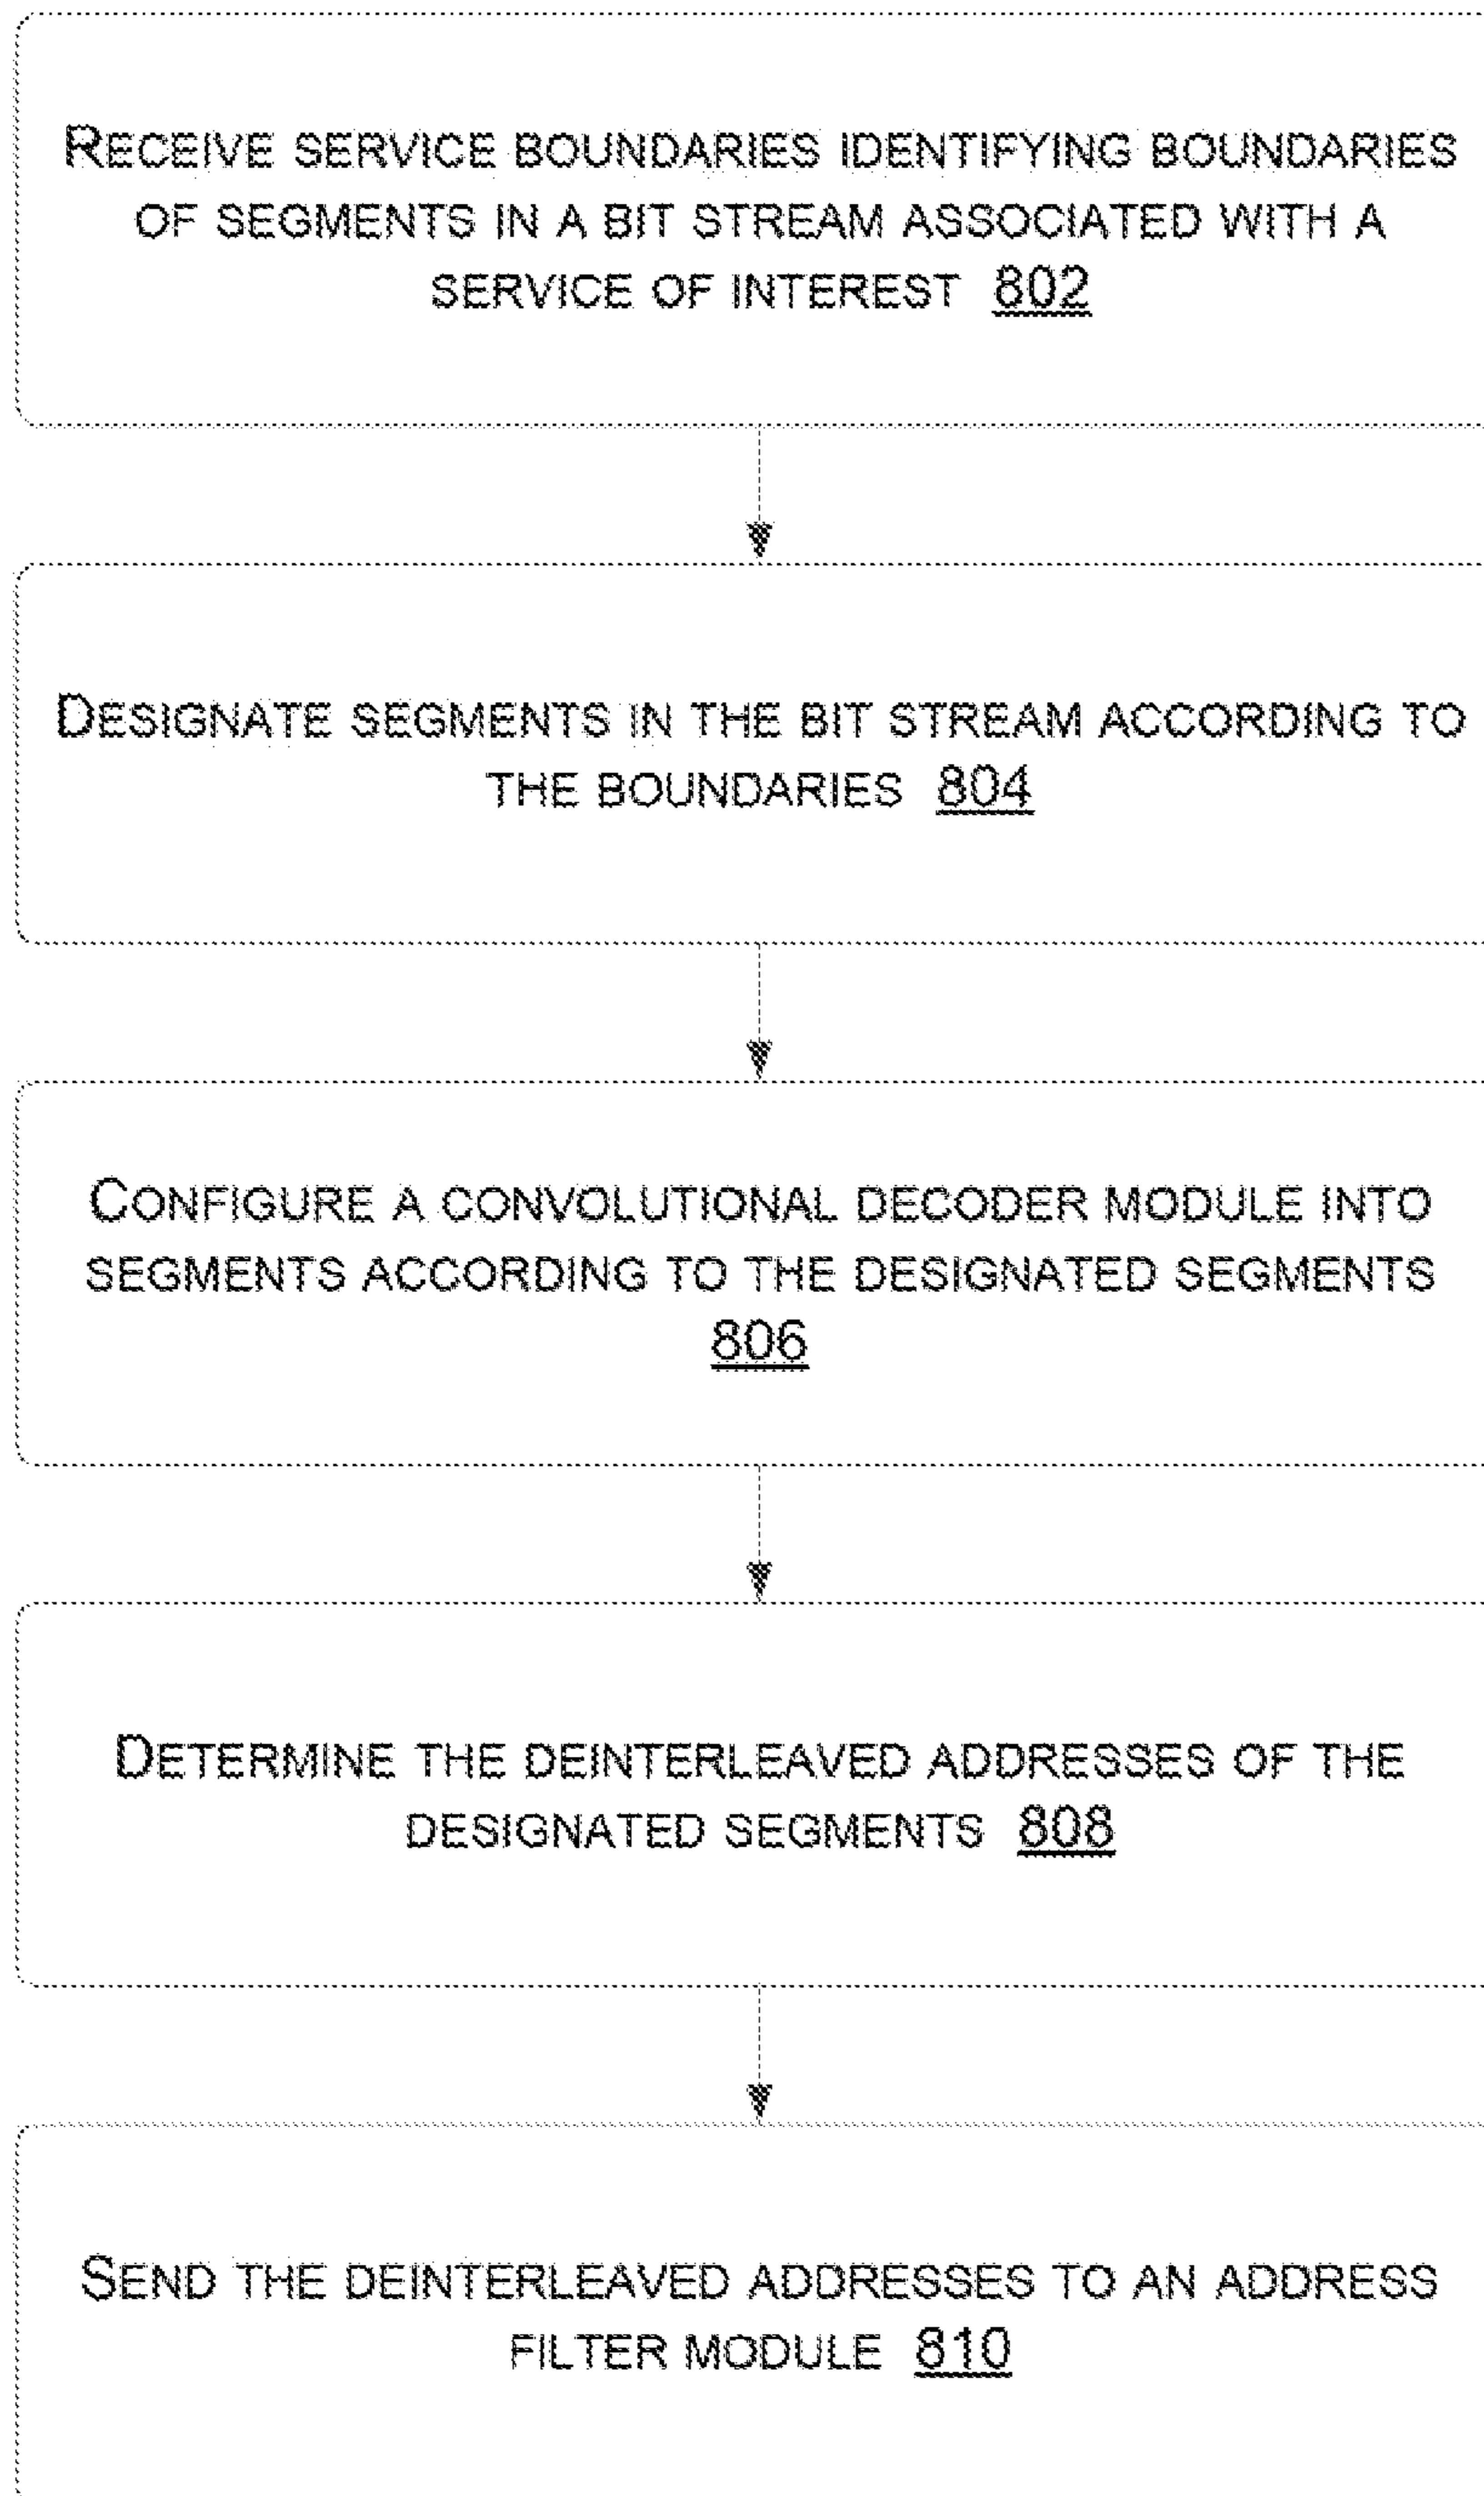 RECEIVE SERVICE BOUNDARIES IDENTIFYING BOUNDARIES
OF SEGMENTS IN A BIT STREAM ASSOCIATED WITH A
SERVICE OF INTEREST 802
DESIGNATE SEGMENTS IN THE BIT STREAM ACCORDING TO
THE BOUNDARIES 804
CONFIGURE A CONVOLUTIONAL DECODER MODULE INTO
SEGMENTS ACCORDING TO THE DESIGNATED SEGMENTS
806
DETERMINE THE DEINTERLEAVED ADDRESSES OF THE
DESIGNATED SEGMENTS 808
SEND THE DEINTERLEAVED ADDRESSES TO AN ADDRESS
FILTER MODULE 810